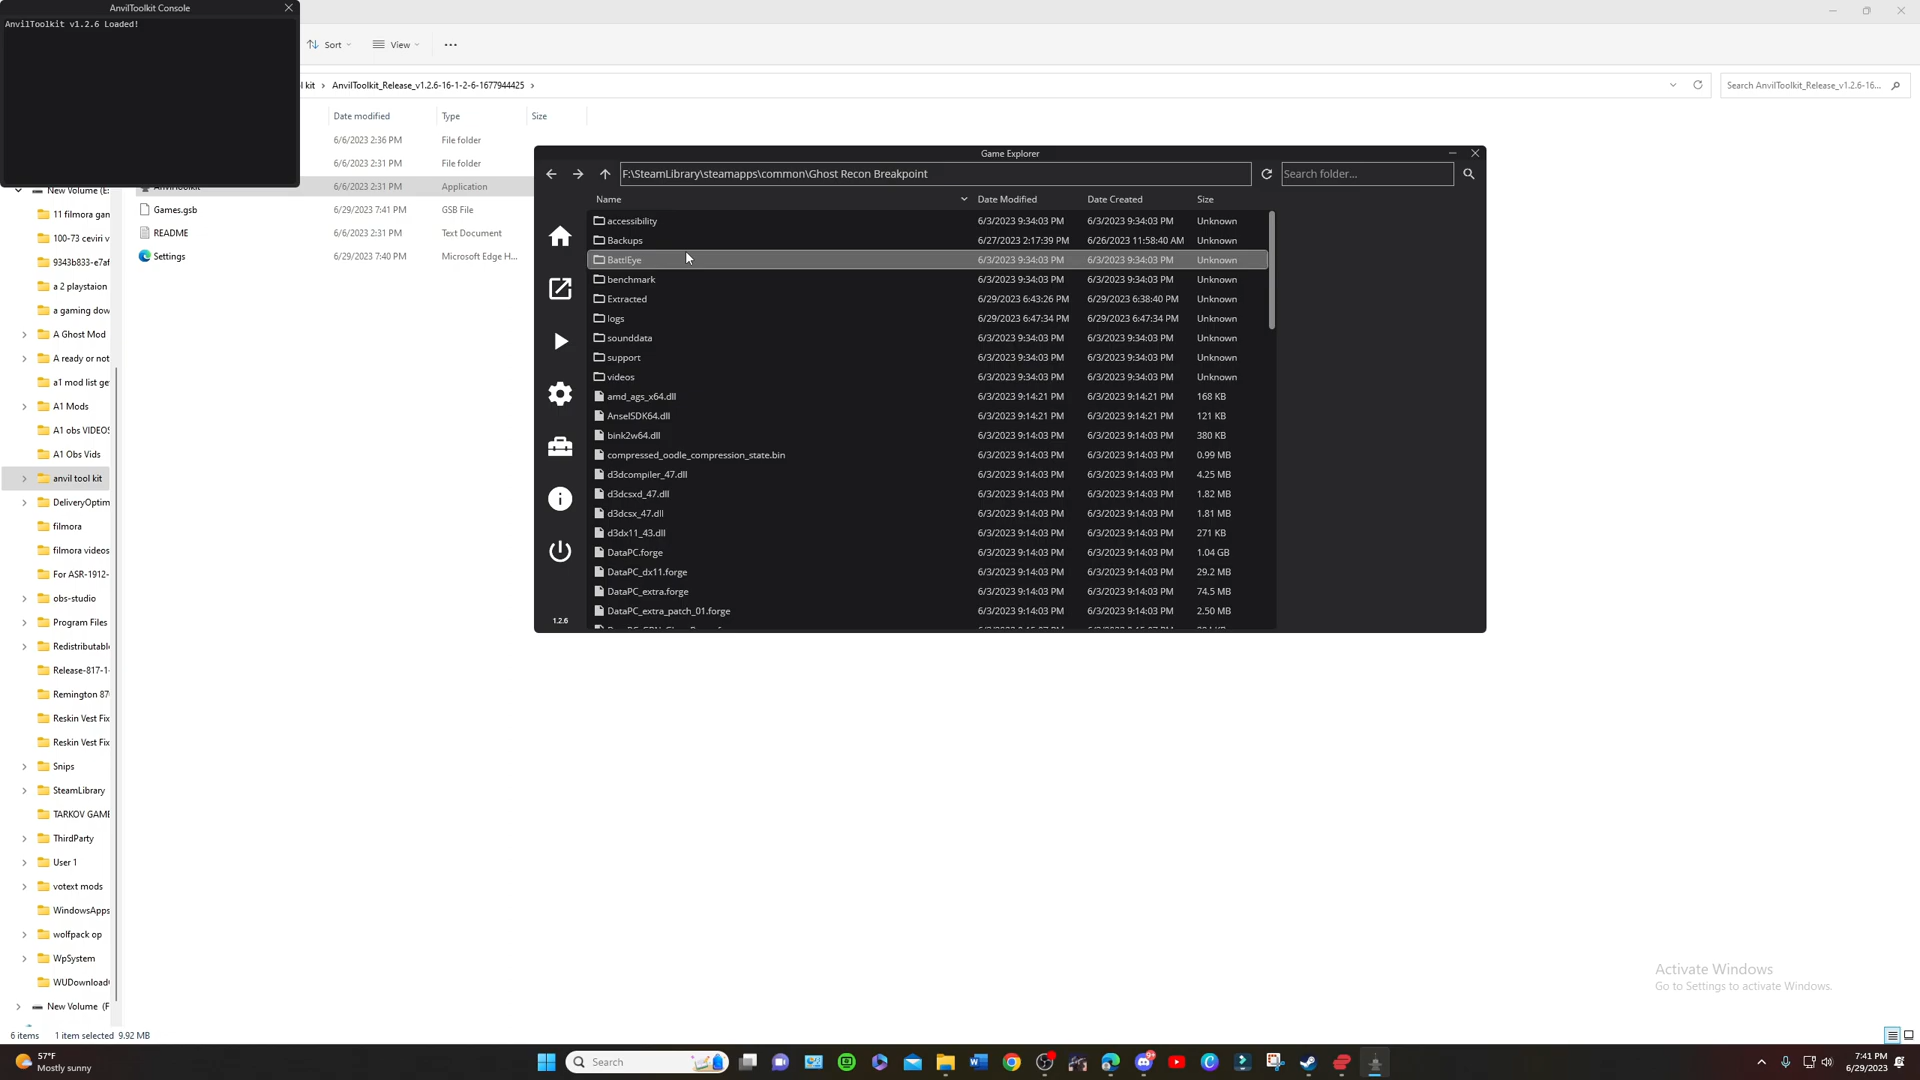 AnvilToolkit Console
AnvilToolkit v1.2.6 Loaded!
Sort
View
l kit > AnvilToolkit_Release_v1.2.6-16-1-2-6-1677944425 >
Search AnvilToolkit_Release_v1.2.6-16...
Date modified Type Size
6/6/2023 2:36 PM File folder
6/6/2023 2:31 PM File folder
6/6/2023 2:31 PM Application
Games.gsb 6/29/2023 7:41 PM GSB File
README 6/6/2023 2:31 PM Text Document
Settings 6/29/2023 7:40 PM Microsoft Edge H...
New Volume (E:
11 filmora gan
100-73 ceviri v
9343b833-e7af
a 2 playstaion
a gaming dow
A Ghost Mod
A ready or not
a1 mod list ge
A1 Mods
A1 obs VIDEOS
A1 Obs Vids
anvil tool kit
DeliveryOptim
filmora
filmora videos
For ASR-1912-
obs-studio
Program Files
Redistributabl
Release-817-1-
Remington 87
Reskin Vest Fix
Reskin Vest Fix
Snips
SteamLibrary
TARKOV GAME
ThirdParty
User 1
votext mods
WindowsApps
wolfpack op
WpSystem
WUDownload
New Volume (F
Game Explorer
F:\SteamLibrary\steamapps\common\Ghost Recon Breakpoint
Search folder...
Name Date Modified Date Created Size
accessibility 6/3/2023 9:34:03 PM 6/3/2023 9:34:03 PM Unknown
Backups 6/27/2023 2:17:39 PM 6/26/2023 11:58:40 AM Unknown
BattlEye 6/3/2023 9:34:03 PM 6/3/2023 9:34:03 PM Unknown
benchmark 6/3/2023 9:34:03 PM 6/3/2023 9:34:03 PM Unknown
Extracted 6/29/2023 6:43:26 PM 6/29/2023 6:38:40 PM Unknown
logs 6/29/2023 6:47:34 PM 6/29/2023 6:47:34 PM Unknown
sounddata 6/3/2023 9:34:03 PM 6/3/2023 9:34:03 PM Unknown
support 6/3/2023 9:34:03 PM 6/3/2023 9:34:03 PM Unknown
videos 6/3/2023 9:34:03 PM 6/3/2023 9:34:03 PM Unknown
amd_ags_x64.dll 6/3/2023 9:14:21 PM 6/3/2023 9:14:21 PM 168 KB
AnselSDK64.dll 6/3/2023 9:14:21 PM 6/3/2023 9:14:21 PM 121 KB
bink2w64.dll 6/3/2023 9:14:03 PM 6/3/2023 9:14:03 PM 380 KB
compressed_oodle_compression_state.bin 6/3/2023 9:14:03 PM 6/3/2023 9:14:03 PM 0.99 MB
d3dcompiler_47.dll 6/3/2023 9:14:03 PM 6/3/2023 9:14:03 PM 4.25 MB
d3dcsxd_47.dll 6/3/2023 9:14:03 PM 6/3/2023 9:14:03 PM 1.82 MB
d3dcsx_47.dll 6/3/2023 9:14:03 PM 6/3/2023 9:14:03 PM 1.81 MB
d3dx11_43.dll 6/3/2023 9:14:03 PM 6/3/2023 9:14:03 PM 271 KB
DataPC.forge 6/3/2023 9:14:03 PM 6/3/2023 9:14:03 PM 1.04 GB
DataPC_dx11.forge 6/3/2023 9:14:03 PM 6/3/2023 9:14:03 PM 29.2 MB
DataPC_extra.forge 6/3/2023 9:14:03 PM 6/3/2023 9:14:03 PM 74.5 MB
DataPC_extra_patch_01.forge 6/3/2023 9:14:03 PM 6/3/2023 9:14:03 PM 2.50 MB
1.2.6
Activate Windows
Go to Settings to activate Windows.
6 items 1 item selected 9.92 MB
57°F
Mostly sunny
Search
7:41 PM
6/29/2023